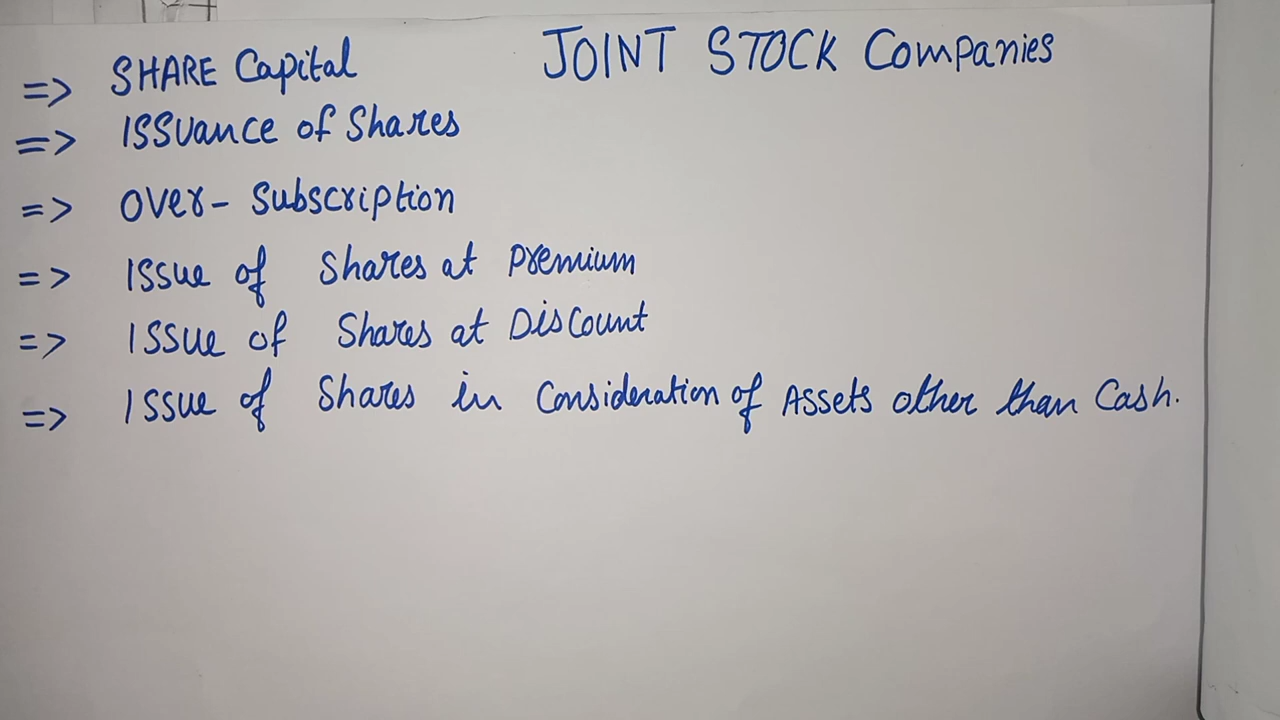 JOINT STOCK Companies
=> SHARE Capital
=> ISSuance of Shares
=> Over-Subscription
=> Issue of Shares at Premium
=> Issue of Shares at Discount
=> Issue of Shares in Consideration of Assets other than Cash.